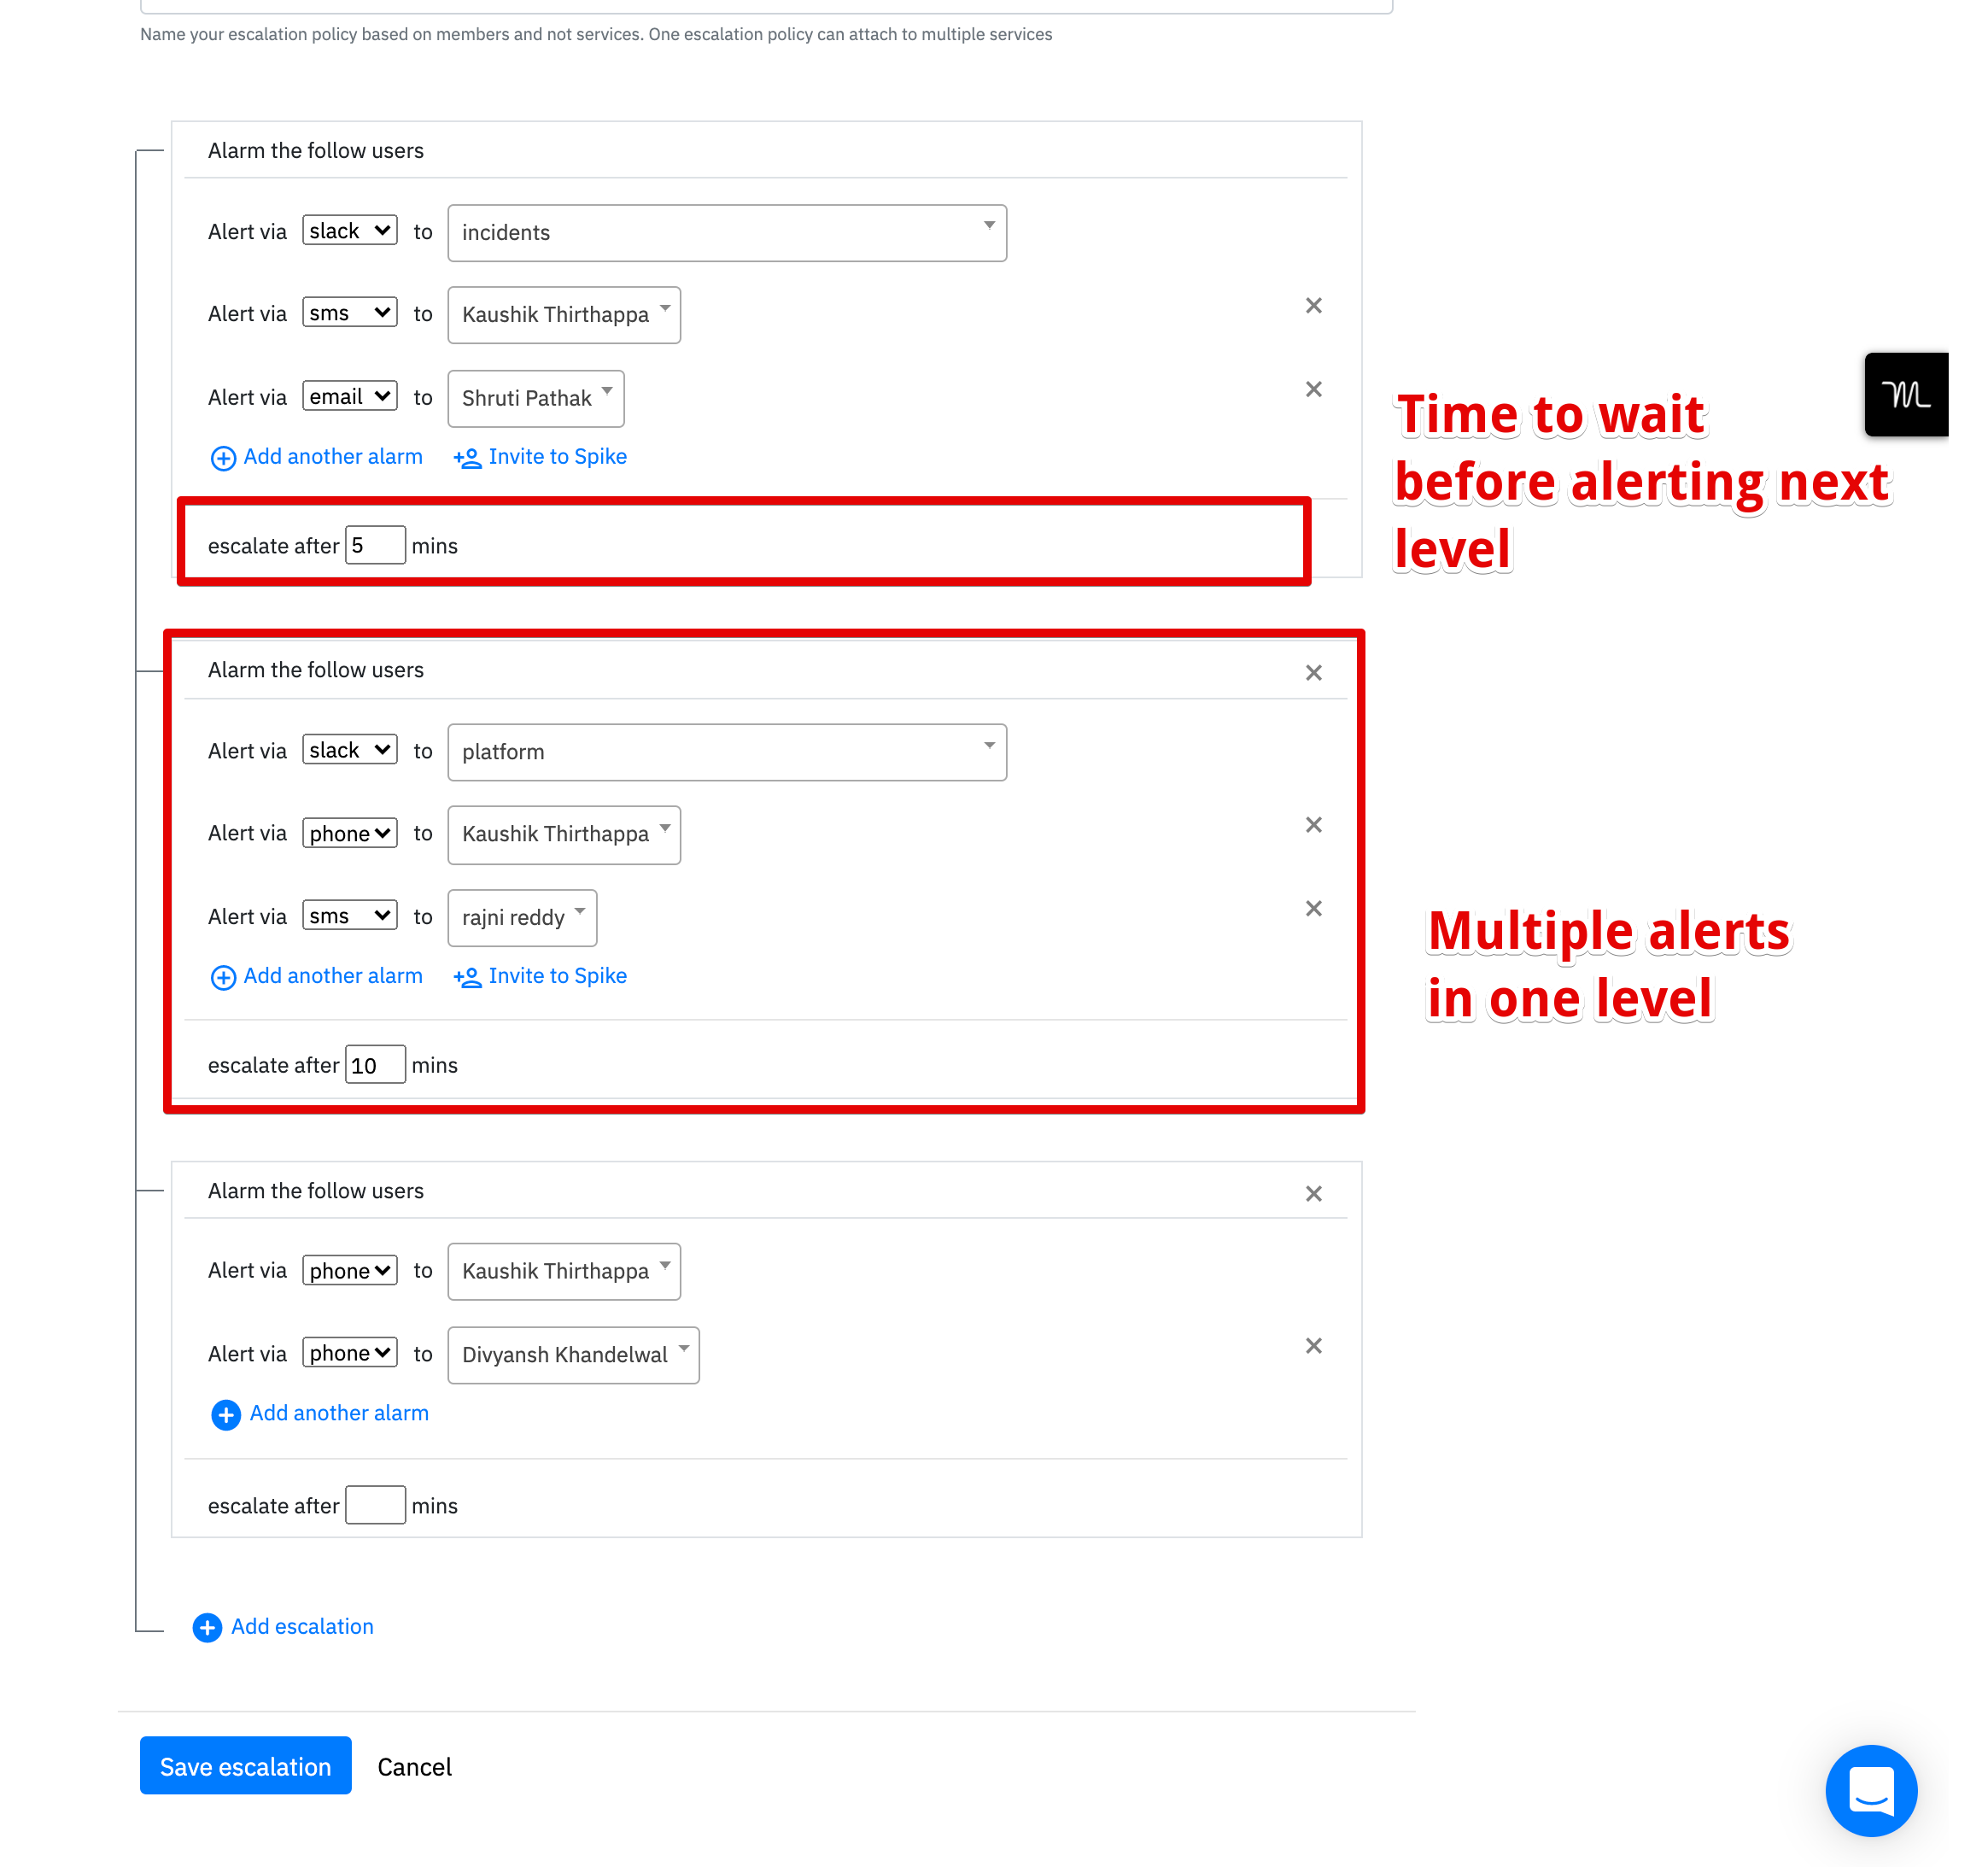 Name your escalation policy based on members and not services. One escalation policy can attach to multiple services
Alarm the follow users
Alert via slack to incidents
Alert via sms to Kaushik Thirthappa
Alert via email to Shruti Pathak
Add another alarm Invite to Spike
escalate after 5 mins
Time to wait
before alerting next
level
Alarm the follow users
Alert via slack to platform
Alert via phone to Kaushik Thirthappa
Alert via sms to rajni reddy
Add another alarm Invite to Spike
escalate after 10 mins
Multiple alerts
in one level
Alarm the follow users
Alert via phone to Kaushik Thirthappa
Alert via phone to Divyansh Khandelwal
Add another alarm
escalate after mins
Add escalation
Save escalation Cancel